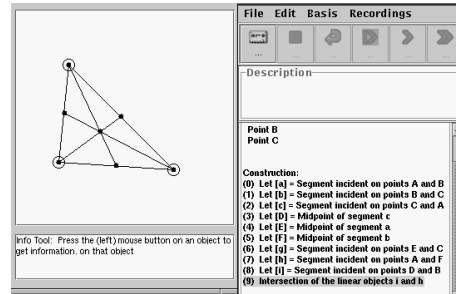 File Edit Basis Recordings
...
...
...
...
...
...
Description
Point B
Point C
Construction:
(0) Let [a] = Segment incident on points A and B
(1) Let [b] = Segment incident on points B and C
(2) Let [c] = Segment incident on points C and A
(3) Let [D] = Midpoint of segment c
(4) Let [E] = Midpoint of segment a
(5) Let [F] = Midpoint of segment b
(6) Let [g] = Segment incident on points E and C
(7) Let [h] = Segment incident on points A and F
(8) Let [i] = Segment incident on points D and B
(9) Intersection of the linear objects i and h
Info Tool: Press the (left) mouse button on an object to
get information. on that object